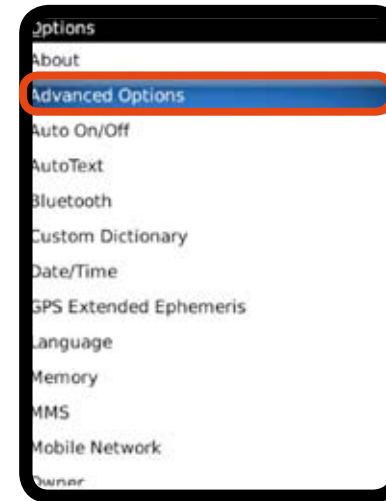 Options
About
Advanced Options
Auto On/Off
AutoText
Bluetooth
Custom Dictionary
Date/Time
GPS Extended Ephemeris
Language
Memory
MMS
Mobile Network
Owner